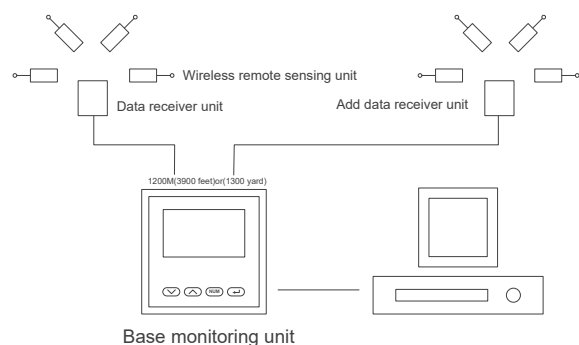 Wireless remote sensing unit
Data receiver unit
Add data receiver unit
1200M(3900 feet)or(1300 yard)
NUM
Base monitoring unit